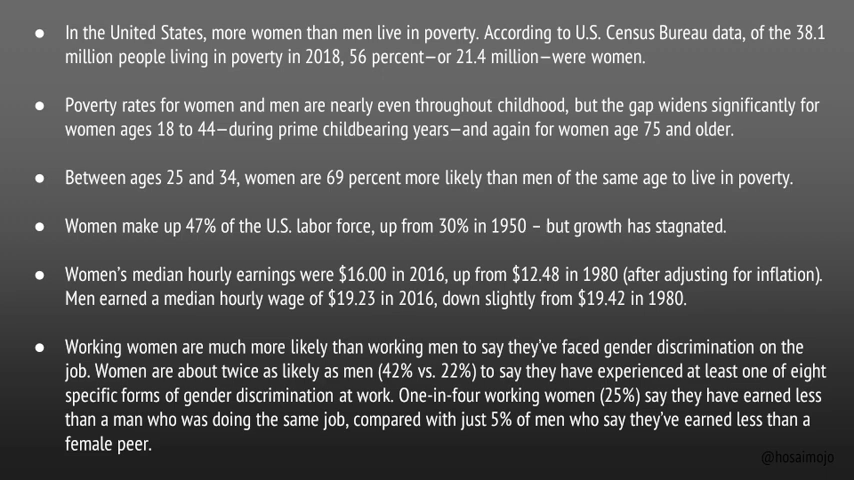 ● In the United States, more women than men live in poverty. According to U.S. Census Bureau data, of the 38.1
million people living in poverty in 2018, 56 percent—or 21.4 million—were women.
● Poverty rates for women and men are nearly even throughout childhood, but the gap widens significantly for
women ages 18 to 44—during prime childbearing years—and again for women age 75 and older.
● Between ages 25 and 34, women are 69 percent more likely than men of the same age to live in poverty.
● Women make up 47% of the U.S. labor force, up from 30% in 1950 – but growth has stagnated.
● Women’s median hourly earnings were $16.00 in 2016, up from $12.48 in 1980 (after adjusting for inflation).
Men earned a median hourly wage of $19.23 in 2016, down slightly from $19.42 in 1980.
● Working women are much more likely than working men to say they’ve faced gender discrimination on the
job. Women are about twice as likely as men (42% vs. 22%) to say they have experienced at least one of eight
specific forms of gender discrimination at work. One-in-four working women (25%) say they have earned less
than a man who was doing the same job, compared with just 5% of men who say they’ve earned less than a
female peer.
@hosaimojo